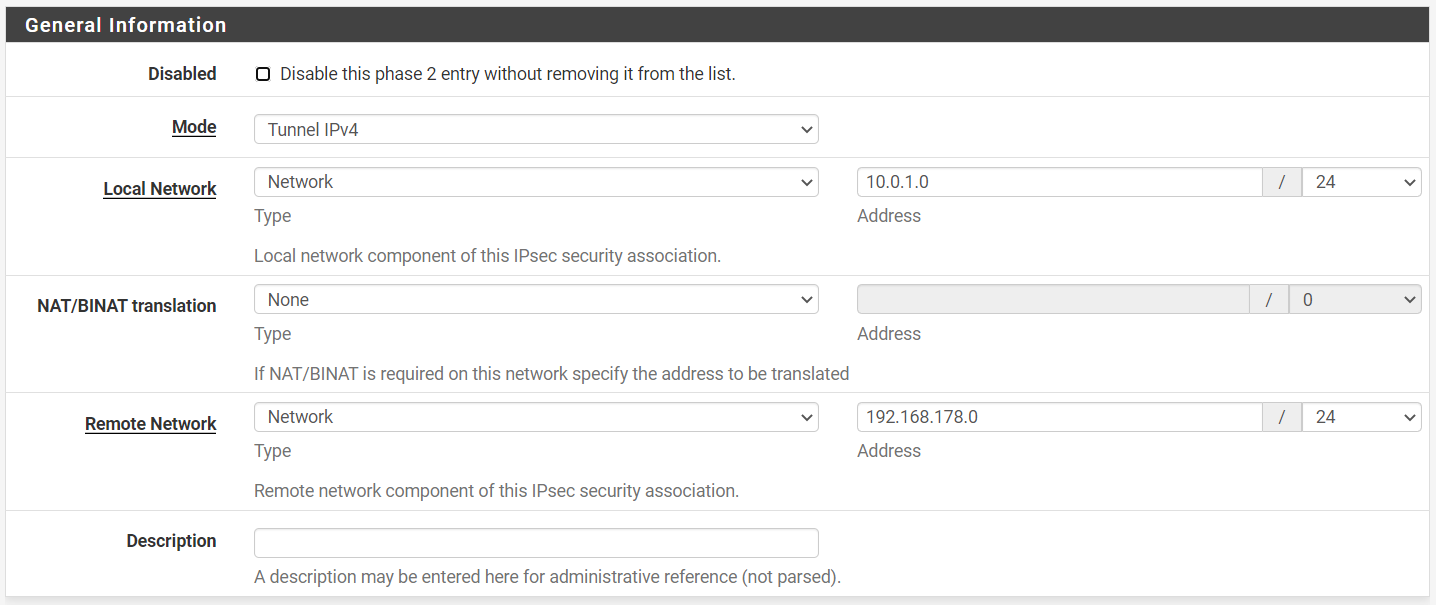 General Information
Disabled
Disable this phase 2 entry without removing it from the list.
Mode
Tunnel IPv4
Local Network
Network
10.0.1.0
/
24
Type
Address
Local network component of this IPsec security association.
NAT/BINAT translation
None
/
0
Type
Address
If NAT/BINAT is required on this network specify the address to be translated
Remote Network
Network
192.168.178.0
/
24
Type
Address
Remote network component of this IPsec security association.
Description
A description may be entered here for administrative reference (not parsed).